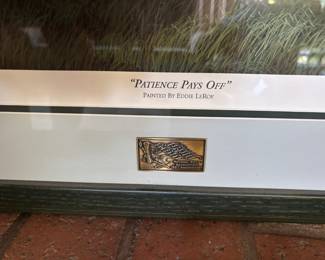 "Patience Pays Off"
Painted By Eddie LeRoy